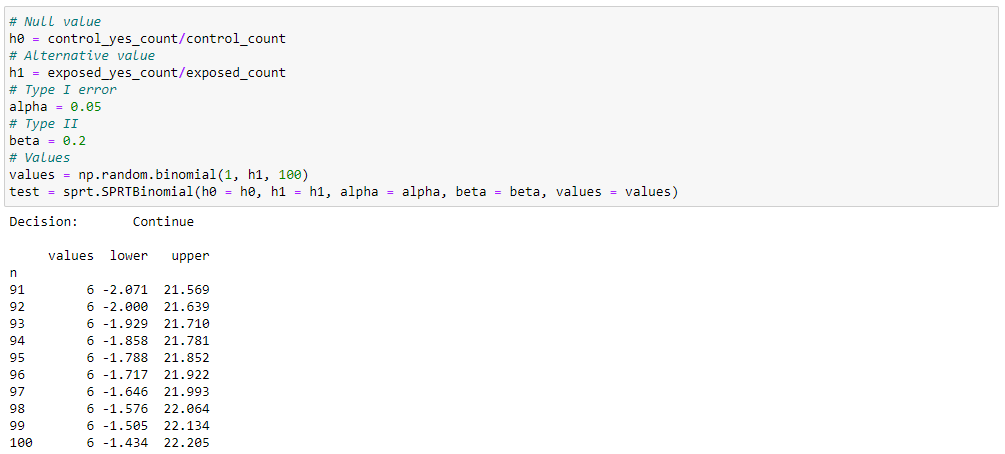 # Null value
h0 = control_yes_count/control_count
# Alternative value
h1 = exposed_yes_count/exposed_count
# Type I error
alpha = 0.05
# Type II
beta = 0.2
# Values
values = np.random.binomial(1, h1, 100)
test = sprt.SPRTBinomial(h0 = h0, h1 = h1, alpha = alpha, beta = beta, values = values)
Decision:       Continue
     values  lower   upper
n
91        6 -2.071  21.569
92        6 -2.000  21.639
93        6 -1.929  21.710
94        6 -1.858  21.781
95        6 -1.788  21.852
96        6 -1.717  21.922
97        6 -1.646  21.993
98        6 -1.576  22.064
99        6 -1.505  22.134
100       6 -1.434  22.205